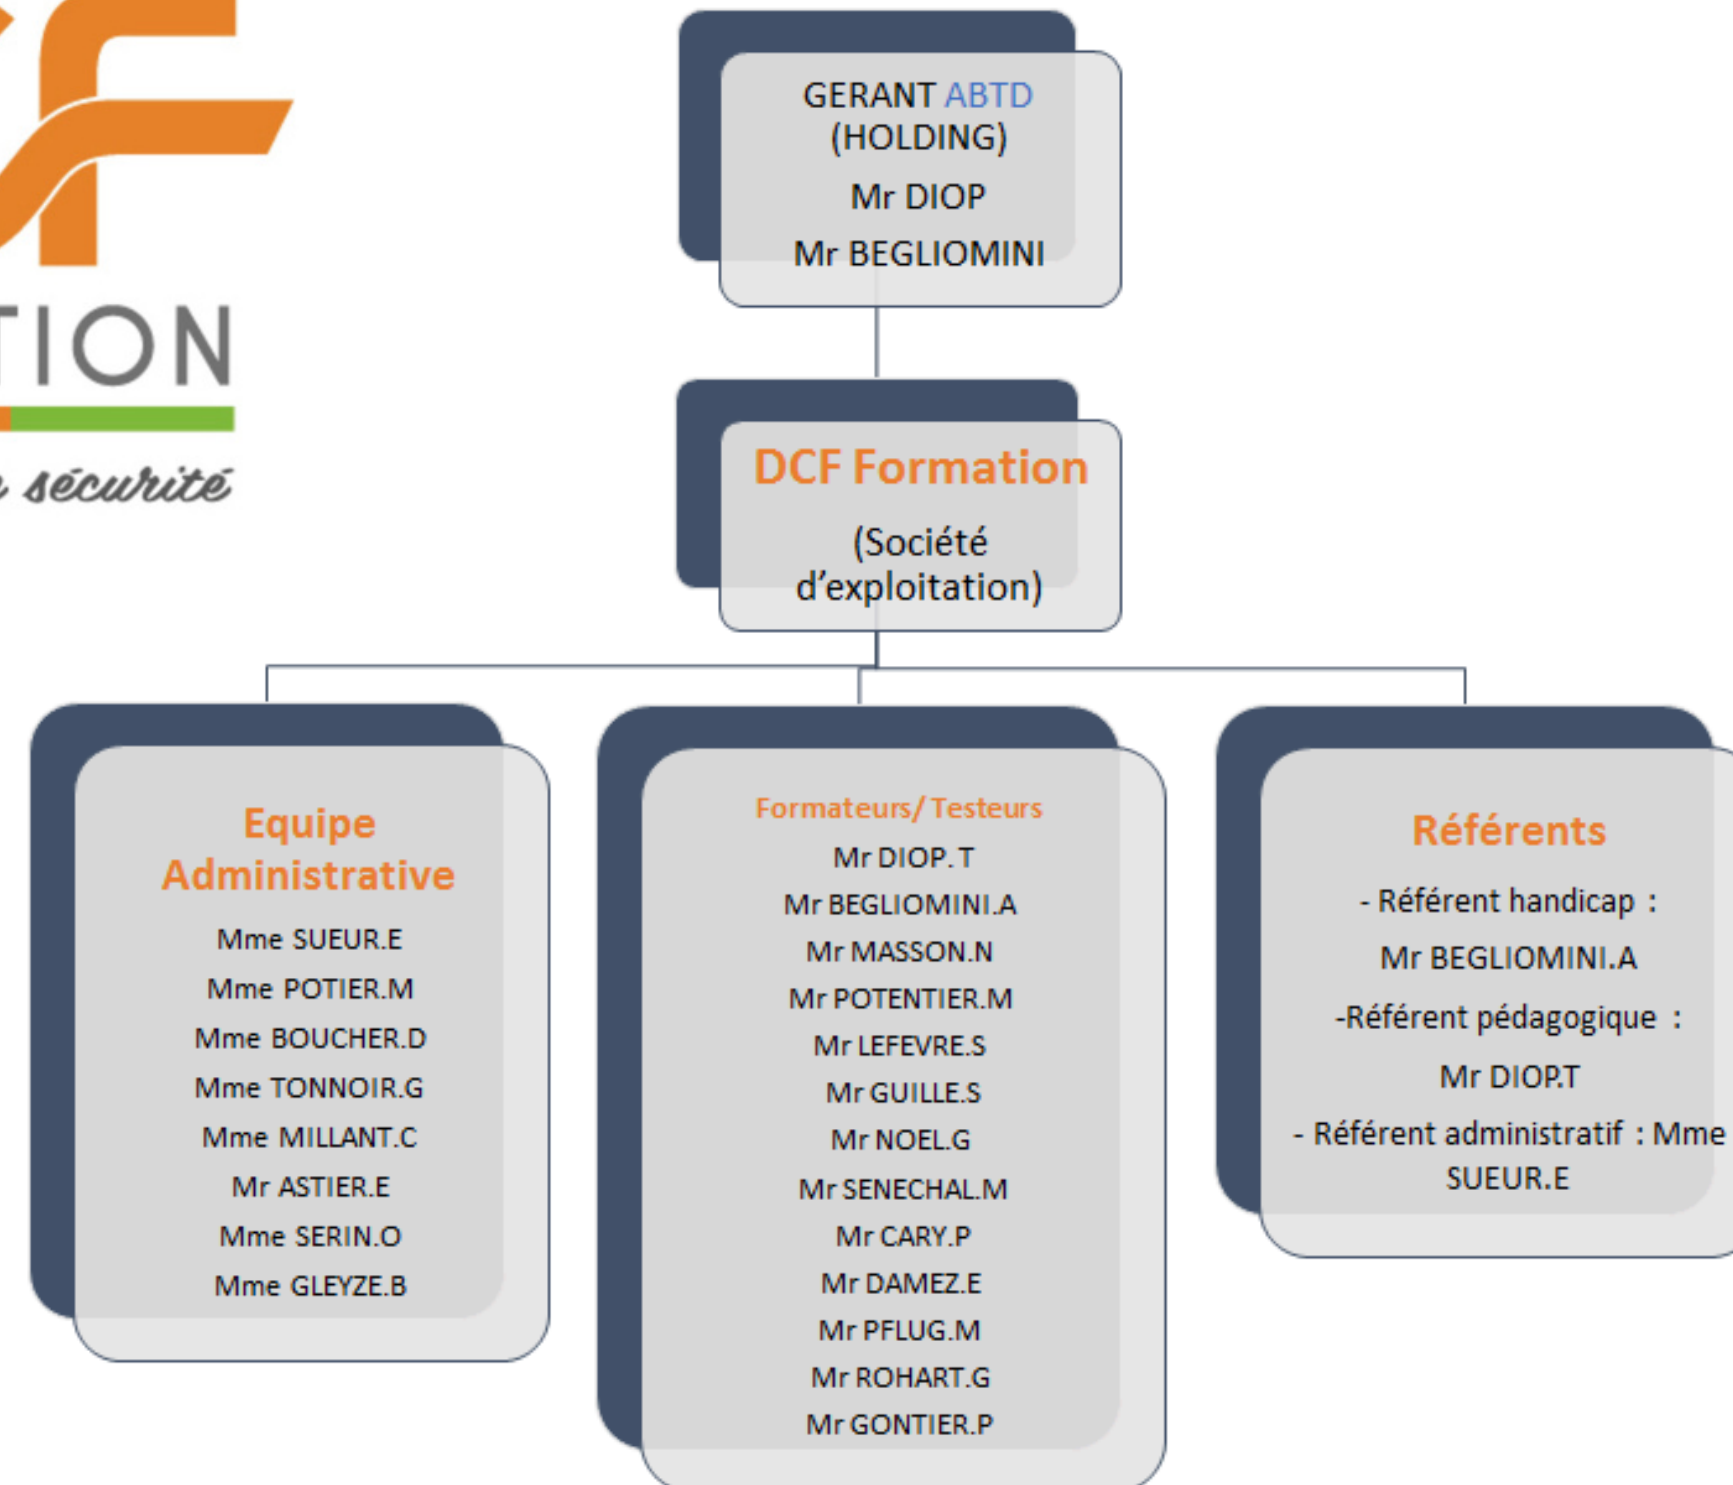 TION
sécurité
GERANT ABTD
(HOLDING)
Mr DIOP
Mr BEGLIOMINI
DCF Formation
(Société
d’exploitation)
Equipe
Administrative
Mme SUEUR.E
Mme POTIER.M
Mme BOUCHER.D
Mme TONNOIR.G
Mme MILLANT.C
Mr ASTIER.E
Mme SERIN.O
Mme GLEYZE.B
Formateurs/ Testeurs
Mr DIOP. T
Mr BEGLIOMINI.A
Mr MASSON.N
Mr POTENTIER.M
Mr LEFEVRE.S
Mr GUILLE.S
Mr NOEL.G
Mr SENECHAL.M
Mr CARY.P
Mr DAMEZ.E
Mr PFLUG.M
Mr ROHART.G
Mr GONTIER.P
Référents
- Référent handicap :
Mr BEGLIOMINI.A
-Référent pédagogique :
Mr DIOP.T
- Référent administratif : Mme
SUEUR.E